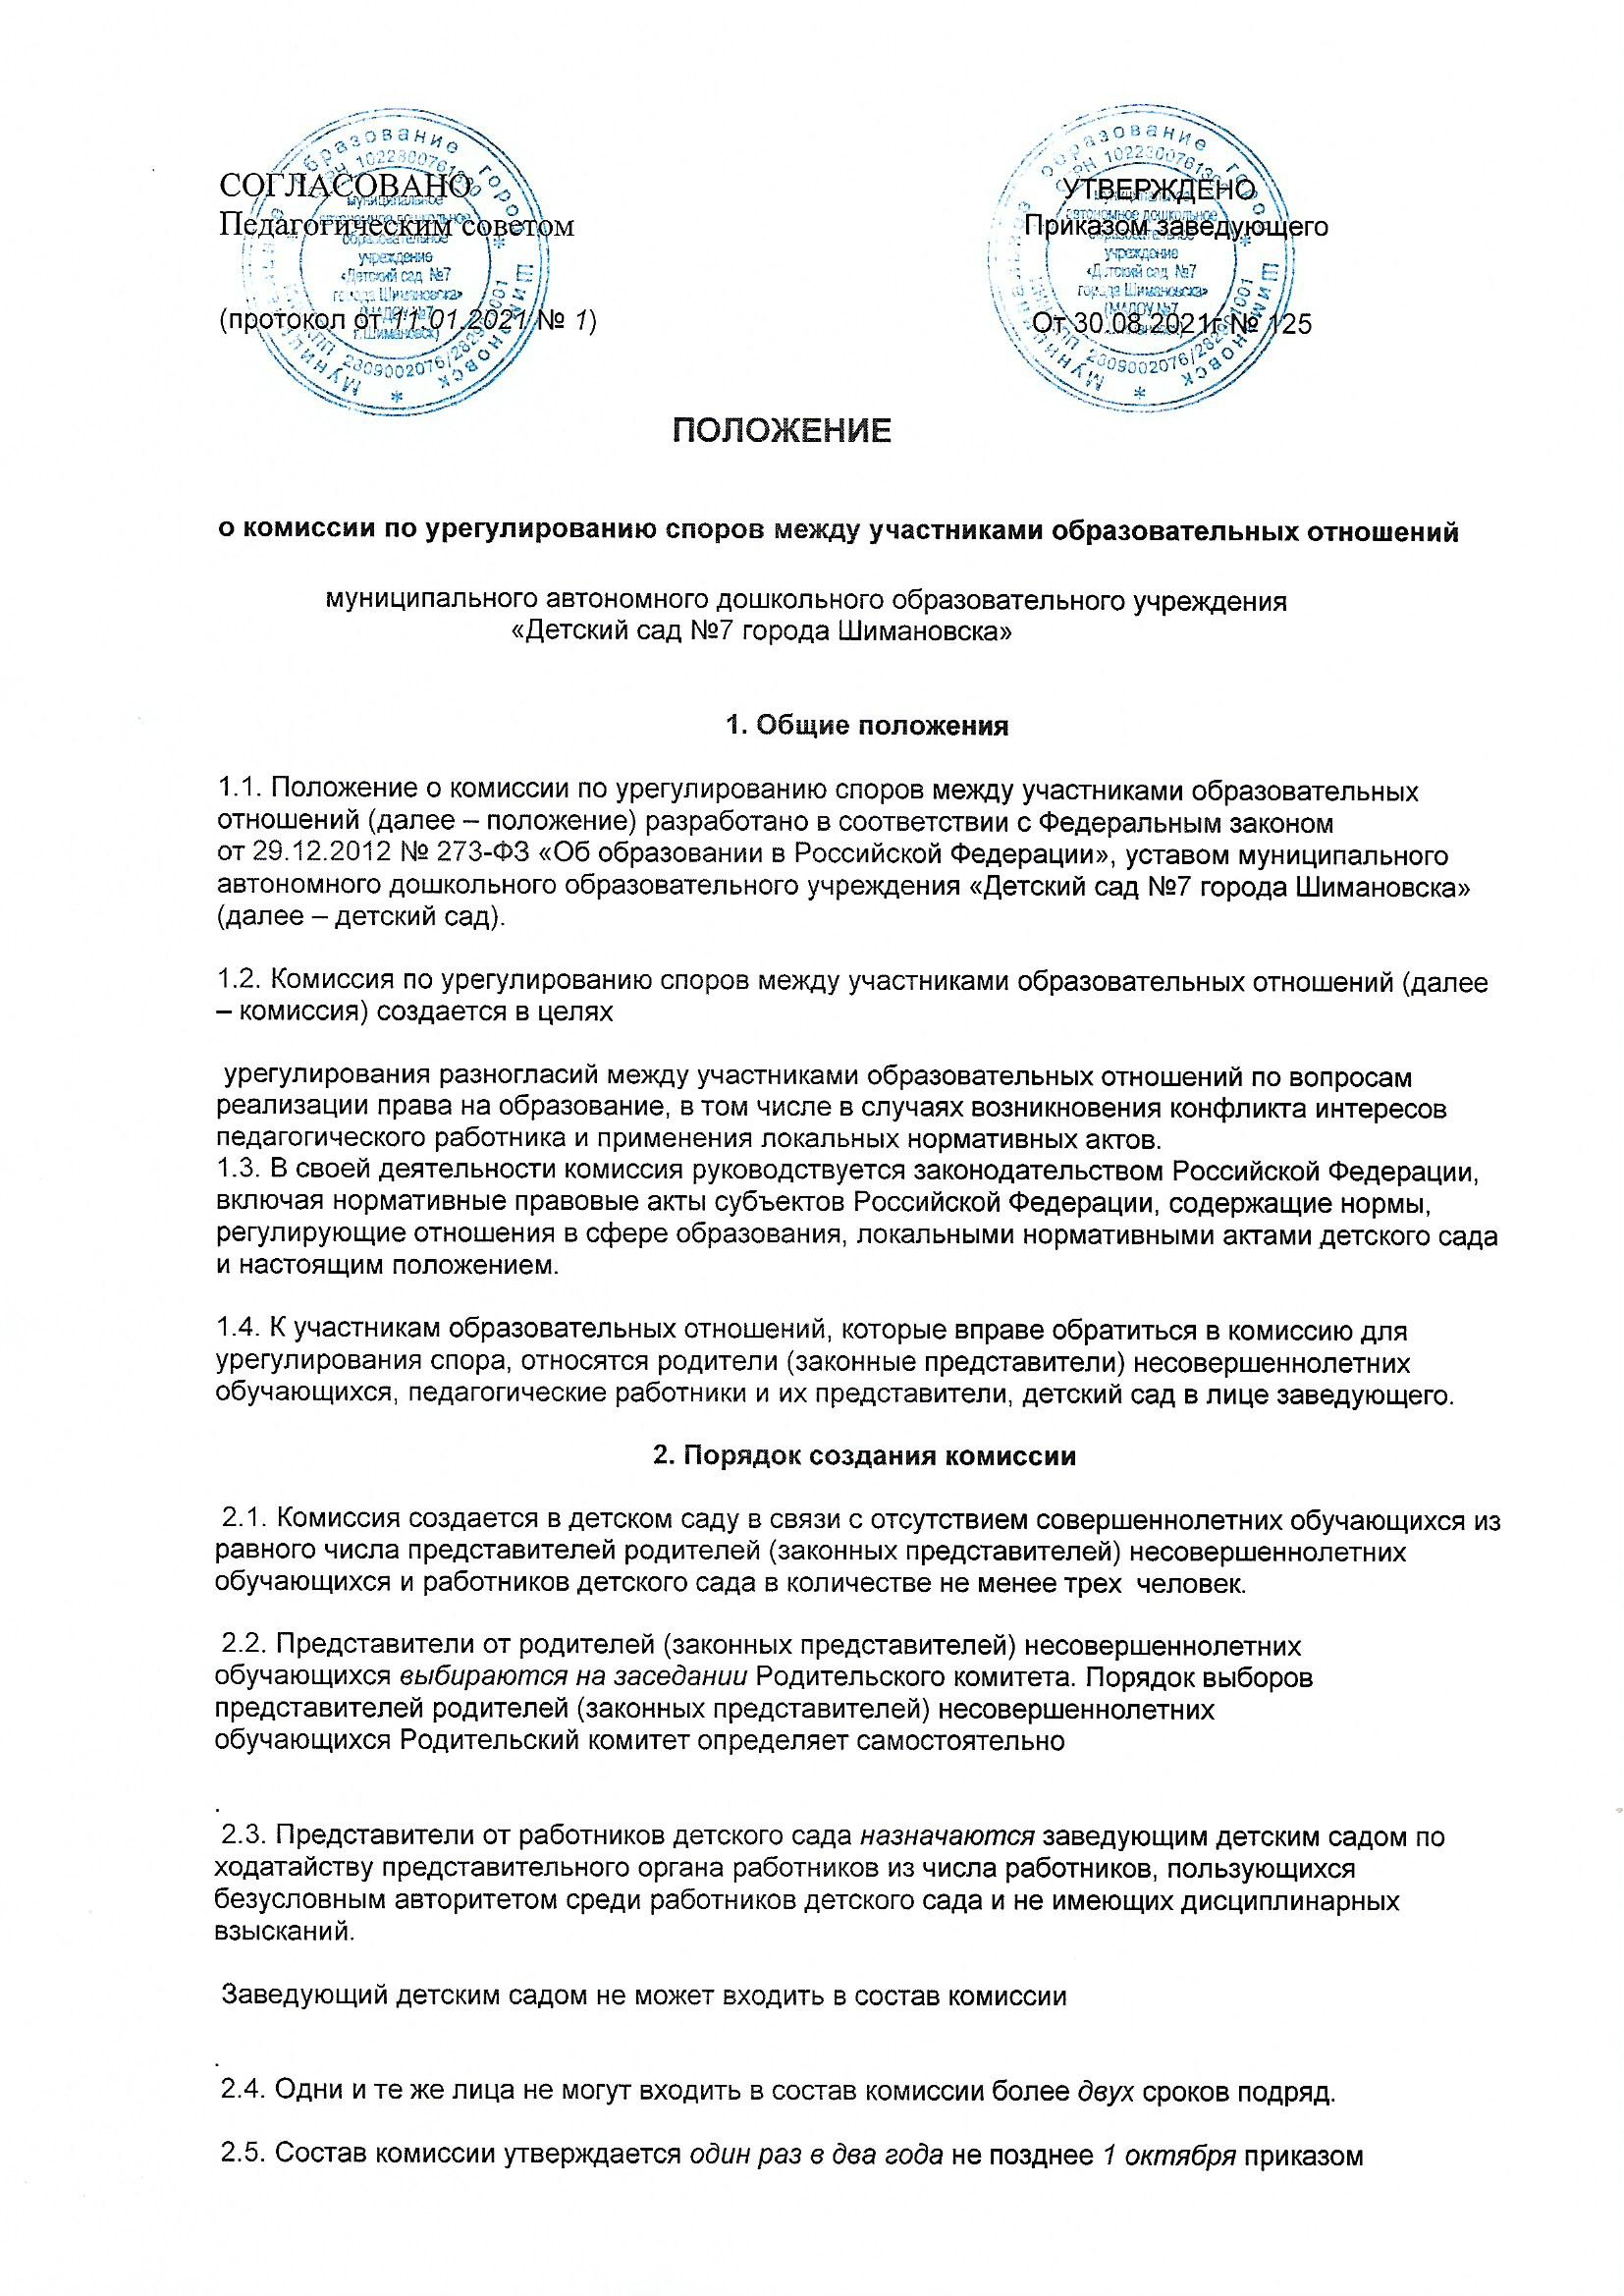 СОГЛАСОВАНО
Педагогическим советом
(протокол от 11.01.2021 № 1)
УТВЕРЖДЕНО
Приказом заведующего
От 30.08.2021г № 125
муниципальное
автономное дошкольное
образовательное
учреждение
«Детский сад №7
города Шимановска»
(МАДОУ №7
г.Шимановск)
ПОЛОЖЕНИЕ
о комиссии по урегулированию споров между участниками образовательных отношений
муниципального автономного дошкольного образовательного учреждения
«Детский сад №7 города Шимановска»
1. Общие положения
1.1. Положение о комиссии по урегулированию споров между участниками образовательных
отношений (далее – положение) разработано в соответствии с Федеральным законом
от 29.12.2012 № 273-ФЗ «Об образовании в Российской Федерации», уставом муниципального
автономного дошкольного образовательного учреждения «Детский сад №7 города Шимановска»
(далее – детский сад).
1.2. Комиссия по урегулированию споров между участниками образовательных отношений (далее
– комиссия) создается в целях
урегулирования разногласий между участниками образовательных отношений по вопросам
реализации права на образование, в том числе в случаях возникновения конфликта интересов
педагогического работника и применения локальных нормативных актов.
1.3. В своей деятельности комиссия руководствуется законодательством Российской Федерации,
включая нормативные правовые акты субъектов Российской Федерации, содержащие нормы,
регулирующие отношения в сфере образования, локальными нормативными актами детского сада
и настоящим положением.
1.4. К участникам образовательных отношений, которые вправе обратиться в комиссию для
урегулирования спора, относятся родители (законные представители) несовершеннолетних
обучающихся, педагогические работники и их представители, детский сад в лице заведующего.
2. Порядок создания комиссии
2.1. Комиссия создается в детском саду в связи с отсутствием совершеннолетних обучающихся из
равного числа представителей родителей (законных представителей) несовершеннолетних
обучающихся и работников детского сада в количестве не менее трех человек.
2.2. Представители от родителей (законных представителей) несовершеннолетних
обучающихся выбираются на заседании Родительского комитета. Порядок выборов
представителей родителей (законных представителей) несовершеннолетних
обучающихся Родительский комитет определяет самостоятельно
.
2.3. Представители от работников детского сада назначаются заведующим детским садом по
ходатайству представительного органа работников из числа работников, пользующихся
безусловным авторитетом среди работников детского сада и не имеющих дисциплинарных
взысканий.
Заведующий детским садом не может входить в состав комиссии
.
2.4. Одни и те же лица не могут входить в состав комиссии более двух сроков подряд.
2.5. Состав комиссии утверждается один раз в два года не позднее 1 октября приказом